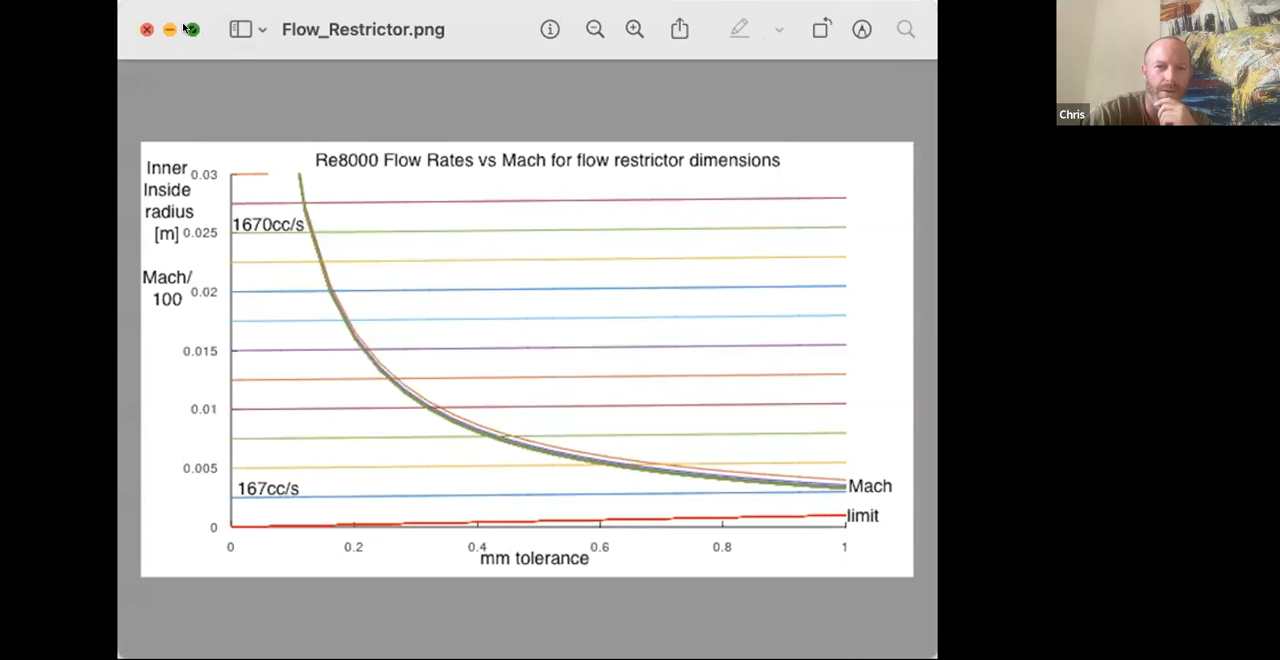 Flow_Restrictor.png
Chris
Re8000 Flow Rates vs Mach for flow restrictor dimensions
Inner
Inside
radius
[m]
Mach/
100
0.03
0.025
0.02
0.015
0.01
0.005
0
1670cc/s
167cc/s
Mach
limit
0
0.2
0.4
0.6
0.8
1
mm tolerance